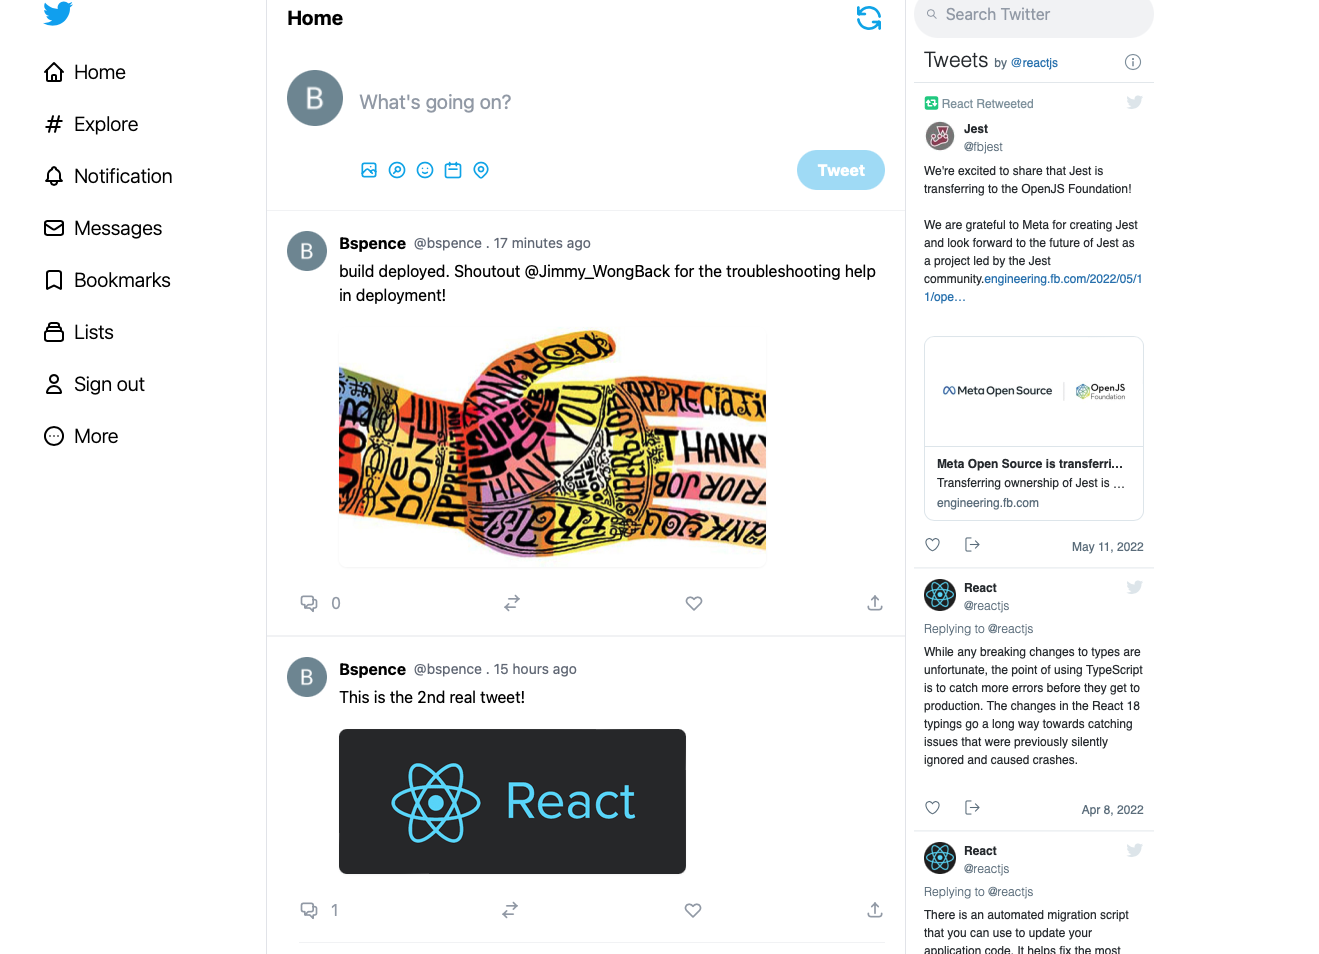 Home
Explore
Notification
Messages
Bookmarks
Lists
Sign out
More
Home
B
What's going on?
Tweet
B
Bspence @bspence . 17 minutes ago
build deployed. Shoutout @Jimmy_WongBack for the troubleshooting help
in deployment!
THANK YOU
SUPER
JOB
WELL
DONE
APPRECIATION
THANK
YOU
APPRECIATI
THANK
0
B
Bspence @bspence . 15 hours ago
This is the 2nd real tweet!
React
1
Search Twitter
Tweets by @reactjs
React Retweeted
Jest
@fbjest
We're excited to share that Jest is
transferring to the OpenJS Foundation!
We are grateful to Meta for creating Jest
and look forward to the future of Jest as
a project led by the Jest
community.engineering.fb.com/2022/05/1
1/ope…
Meta Open Source
OpenJS
Foundation
Meta Open Source is transferri...
Transferring ownership of Jest is ...
engineering.fb.com
May 11, 2022
React
@reactjs
Replying to @reactjs
While any breaking changes to types are
unfortunate, the point of using TypeScript
is to catch more errors before they get to
production. The changes in the React 18
typings go a long way towards catching
issues that were previously silently
ignored and caused crashes.
Apr 8, 2022
React
@reactjs
Replying to @reactjs
There is an automated migration script
that you can use to update your
application code. It helps fix the most